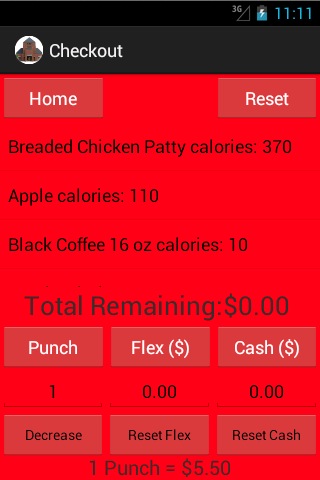 3G 11:11
Checkout
Home Reset
Breaded Chicken Patty calories: 370
Apple calories: 110
Black Coffee 16 oz calories: 10
Total Remaining:$0.00
Punch Flex ($) Cash ($)
1 0.00 0.00
Decrease Reset Flex Reset Cash
1 Punch = $5.50